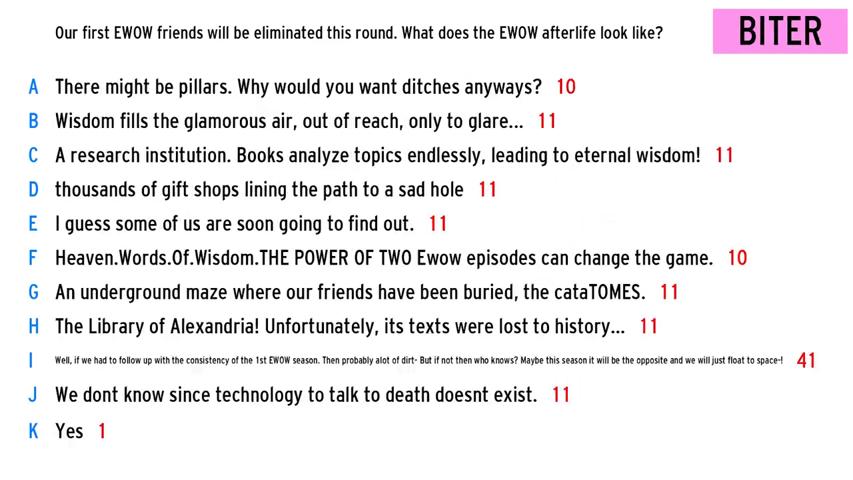 Our first EWOW friends will be eliminated this round. What does the EWOW afterlife look like?
BITER
A There might be pillars. Why would you want ditches anyways? 10
B Wisdom fills the glamorous air, out of reach, only to glare... 11
C A research institution. Books analyze topics endlessly, leading to eternal wisdom! 11
D thousands of gift shops lining the path to a sad hole 11
E I guess some of us are soon going to find out. 11
F Heaven.Words.Of.Wisdom.THE POWER OF TWO Ewow episodes can change the game. 10
G An underground maze where our friends have been buried, the cataTOMES. 11
H The Library of Alexandria! Unfortunately, its texts were lost to history... 11
I Well, if we had to follow up with the consistency of the 1st EWOW season. Then probably alot of dirt- But if not then who knows? Maybe this season it will be the opposite and we will just float to space-! 41
J We dont know since technology to talk to death doesnt exist. 11
K Yes 1